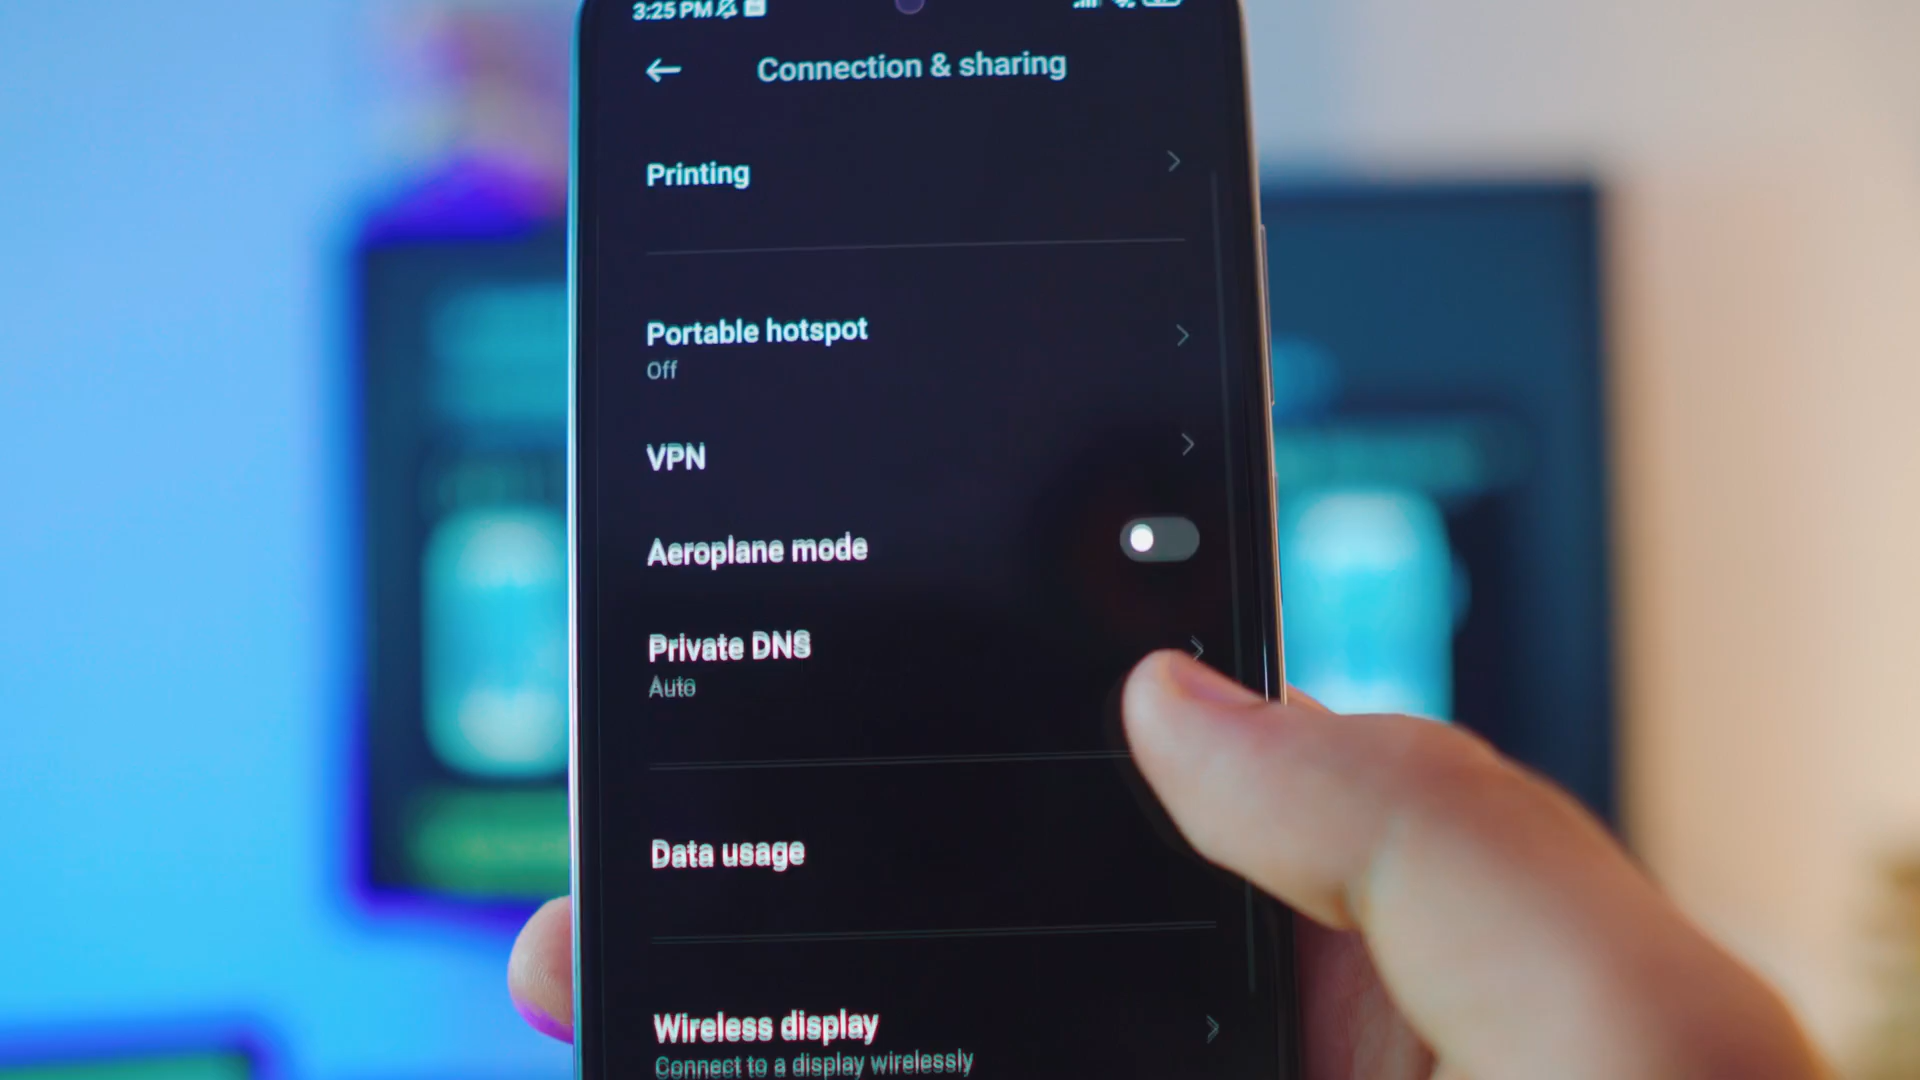 3:25 PM
Connection & sharing
Printing
Portable hotspot
Off
VPN
Aeroplane mode
Private DNS
Auto
Data usage
Wireless display
Connect to a display wirelessly